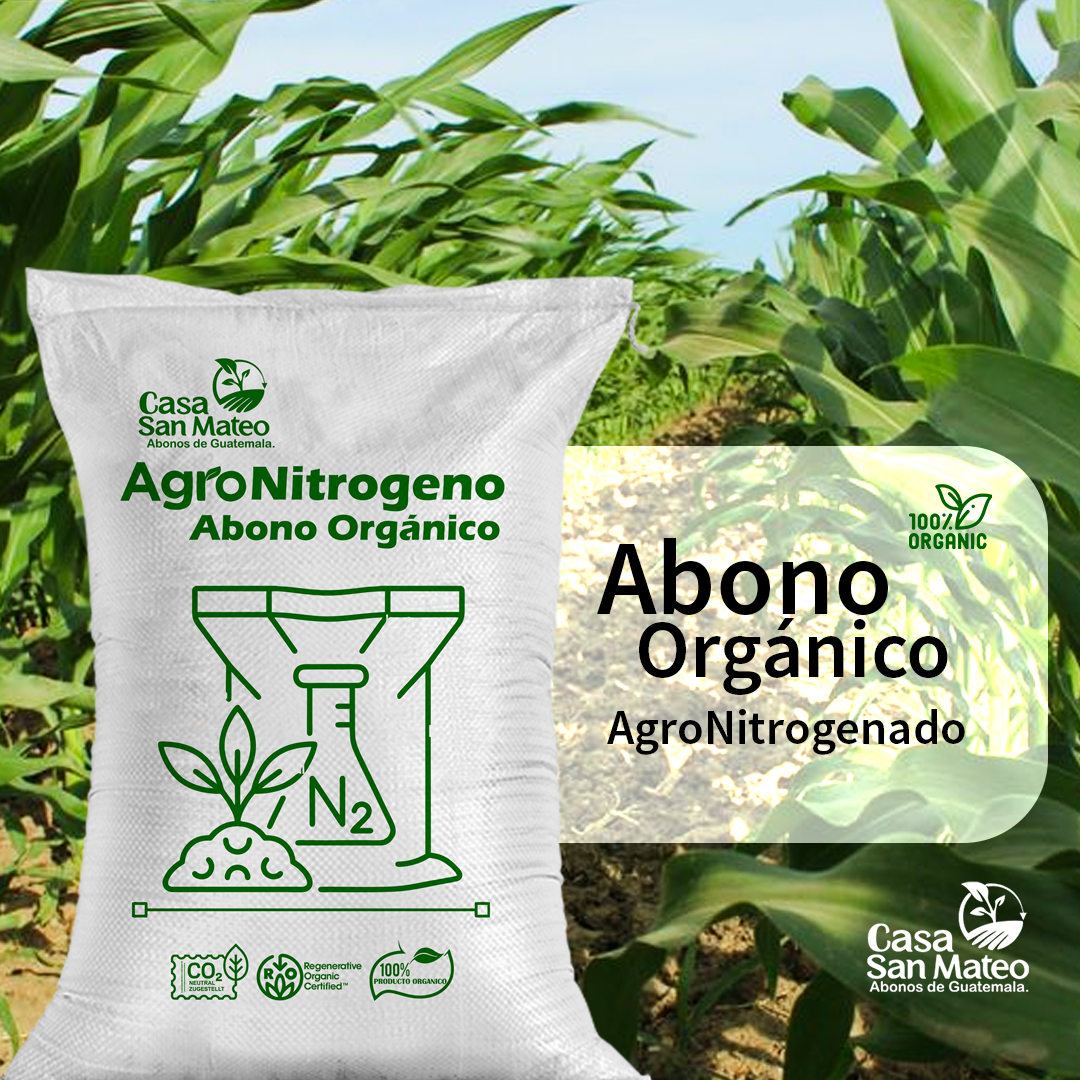 Casa
San Mateo
Abonos de Guatemala.
AgroNitrogeno
Abono Orgánico
N2
CO2
NEUTRAL
ZUGESTELLT
R
V O
N
Regenerative
Organic
Certified™
100%
PRODUCTO ORGANICO
100%
ORGANIC
Abono
Orgánico
AgroNitrogenado
Casa
San Mateo
Abonos de Guatemala.